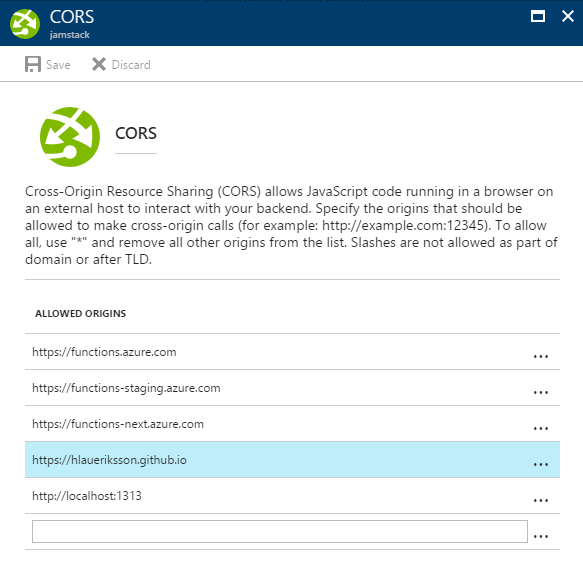 CORS
jamstack
Save Discard
CORS
Cross-Origin Resource Sharing (CORS) allows JavaScript code running in a browser on
an external host to interact with your backend. Specify the origins that should be
allowed to make cross-origin calls (for example: http://example.com:12345). To allow
all, use "*" and remove all other origins from the list. Slashes are not allowed as part of
domain or after TLD.
ALLOWED ORIGINS
https://functions.azure.com ...
https://functions-staging.azure.com ...
https://functions-next.azure.com ...
https://hlaueriksson.github.io ...
http://localhost:1313 ...
...